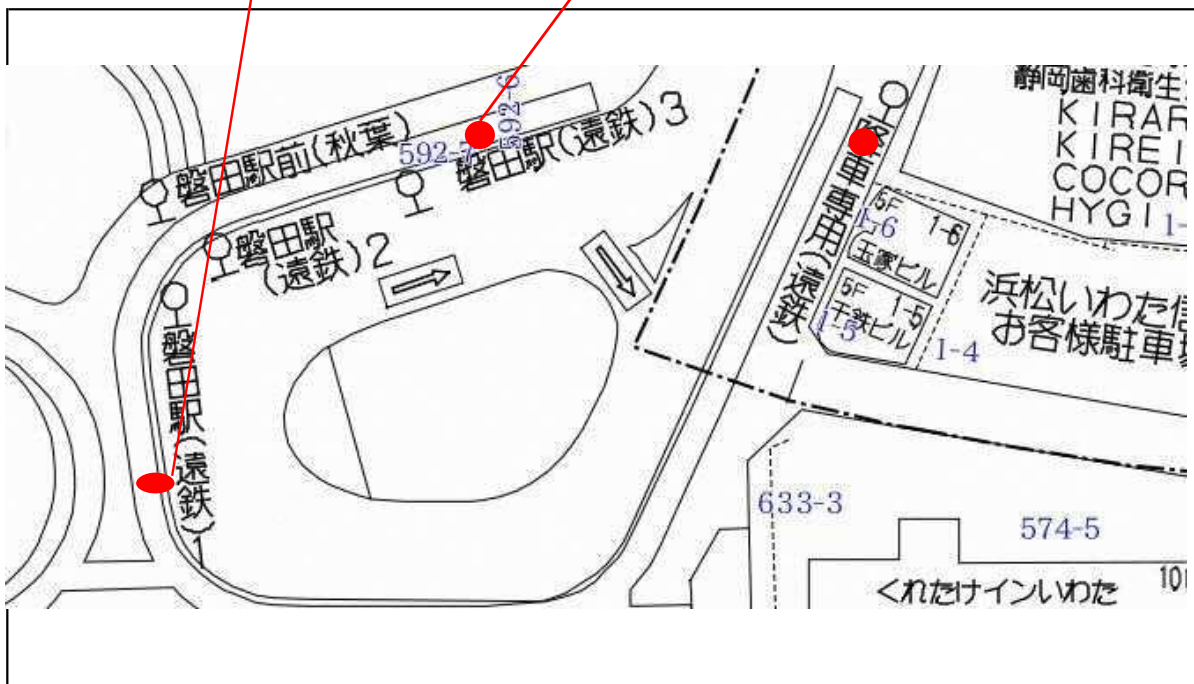 静岡歯科衛生
KIRAR
KIREI
COCOR
HYGI
1-
592-6
磐田駅前(秋葉)
592-7
磐田駅(遠鉄)3
磐田駅
(遠鉄)2
磐田駅(遠鉄)1
降車専用(遠鉄)
5F 1-6
1-6
玉塚ビル
5F 1-5
千鉄ビル
1-5
1-4
浜松いわた信
お客様駐車場
633-3
574-5
くれたけインいわた
10